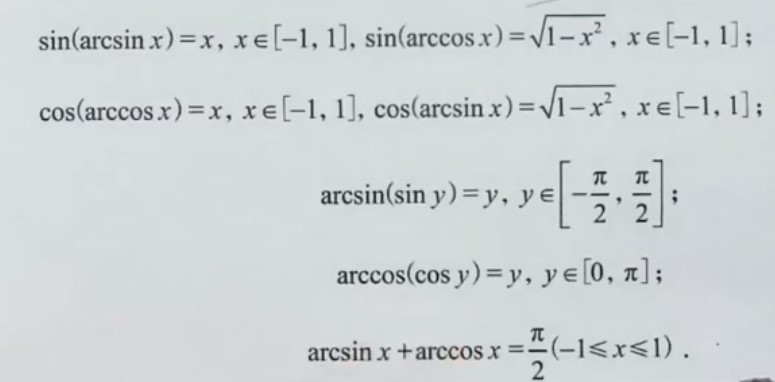 sin(arcsin x)=x, x∈[−1, 1], sin(arccos x)=√(1−x²), x∈[−1, 1];
cos(arccos x)=x, x∈[−1, 1], cos(arcsin x)=√(1−x²), x∈[−1, 1];
arcsin(sin y)=y, y∈[−π/2, π/2];
arccos(cos y)=y, y∈[0, π];
arcsin x+arccos x=π/2(−1⩽x⩽1).